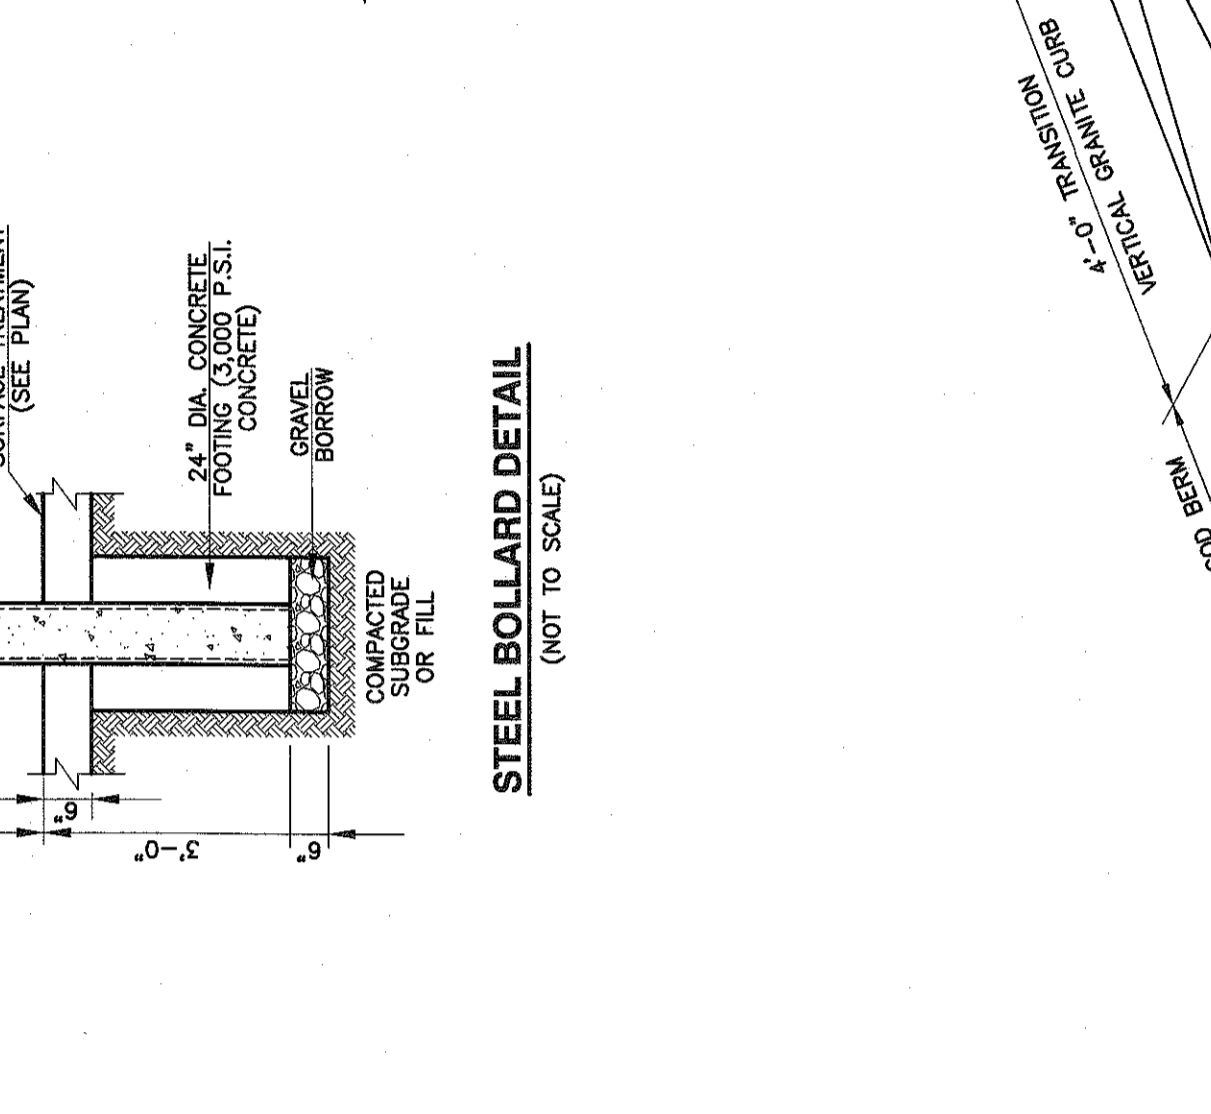 (SEE PLAN)
24" DIA. CONCRETE
FOOTING (3,000 P.S.I.
CONCRETE)
GRAVEL
BORROW
COMPACTED
SUBGRADE
OR FILL
6"
3'-0"
6"
STEEL BOLLARD DETAIL
(NOT TO SCALE)
4'-0" TRANSITION
VERTICAL GRANITE CURB
BERM